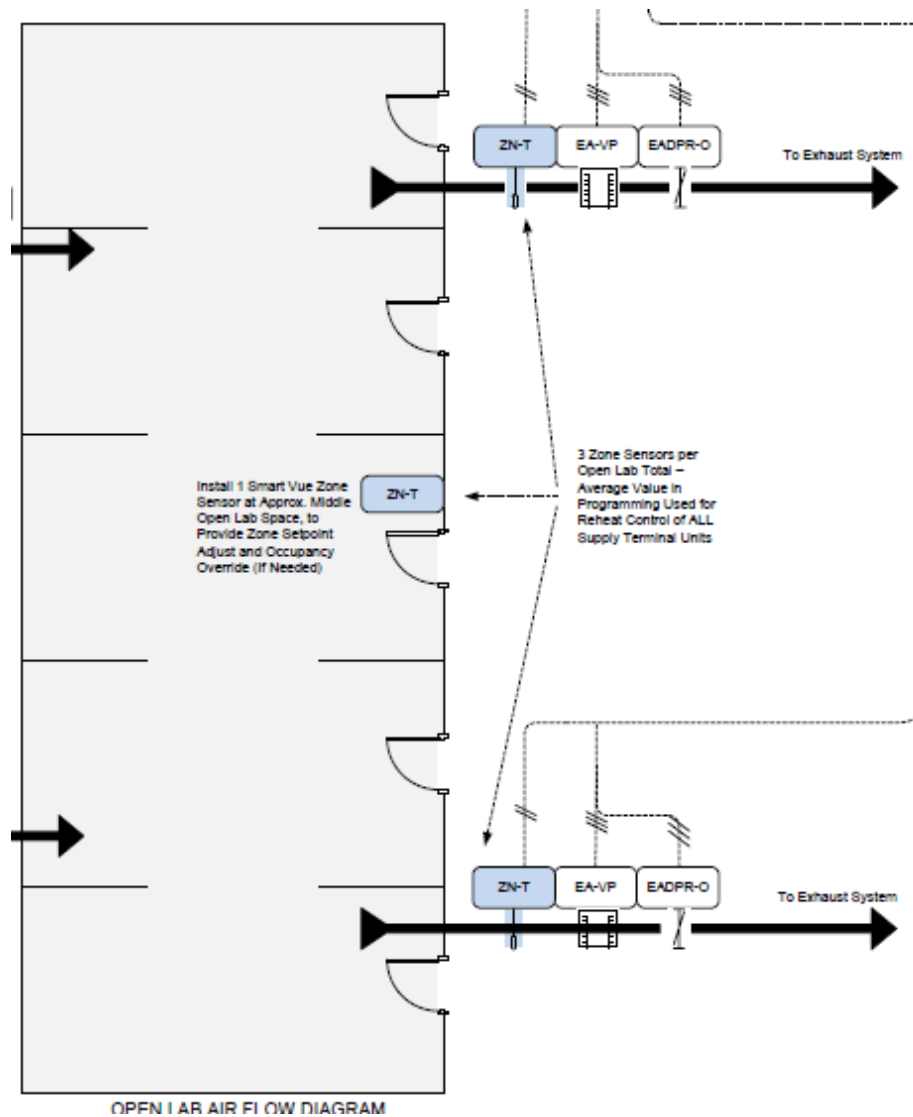 ZN-T
EA-VP
EADPR-O
To Exhaust System
Install 1 Smart Vue Zone
Sensor at Approx. Middle
Open Lab Space, to
Provide Zone Setpoint
Adjust and Occupancy
Override (If Needed)
ZN-T
3 Zone Sensors per
Open Lab Total –
Average Value in
Programming Used for
Reheat Control of ALL
Supply Terminal Units
ZN-T
EA-VP
EADPR-O
To Exhaust System
OPEN LAB AIR FLOW DIAGRAM